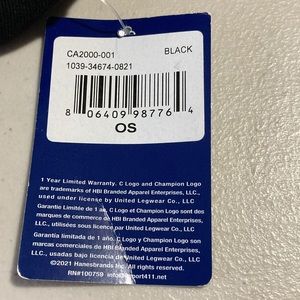 CA2000-001 BLACK
1039-34674-0821
8 06409 98776 4
OS
1 Year Limited Warranty. C Logo and Champion Logo
are trademarks of HBI Branded Apparel Enterprises, LLC.,
used under license by United Legwear Co., LLC
Garantie Limitée de 1 an. C Logo et Champion Logo sont des
marques de commerce de HBI Branded Apparel Enterprises,
LLC., utilisées sous licence par United Legwear Co., LLC
Garantía limitada de 1 año. C Logo y Champion Logo son
marcas comerciales de HBI Branded Apparel Enterprises,
LLC., usadas bajo licencia de United Legwear Co., LLC
©2021 Hanesbrands Inc. All rights reserved.
RN#100759 info@support411.net